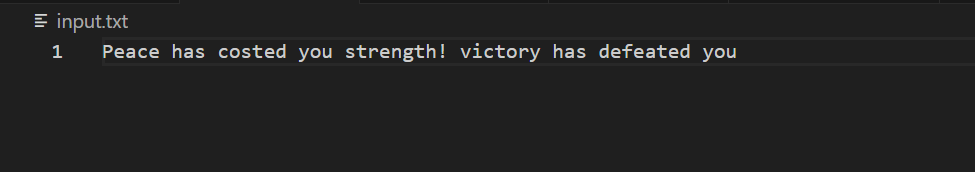 input.txt
1 Peace has costed you strength! victory has defeated you